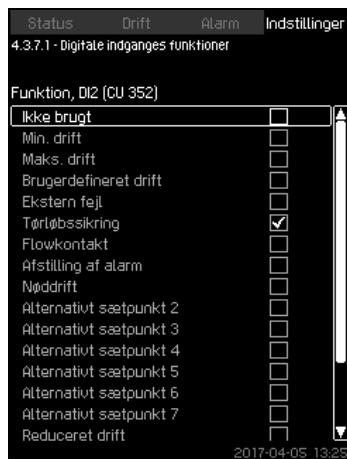 Status Drift Alarm Indstillinger
4.3.7.1 - Digitale indganges funktioner
Funktion, DI2 (CU 352)
Ikke brugt
Min. drift
Maks. drift
Brugerdefineret drift
Ekstern fejl
Tørløbssikring
Flowkontakt
Afstilling af alarm
Nøddrift
Alternativt sætpunkt 2
Alternativt sætpunkt 3
Alternativt sætpunkt 4
Alternativt sætpunkt 5
Alternativt sætpunkt 6
Alternativt sætpunkt 7
Reduceret drift
2017-04-05 13:25